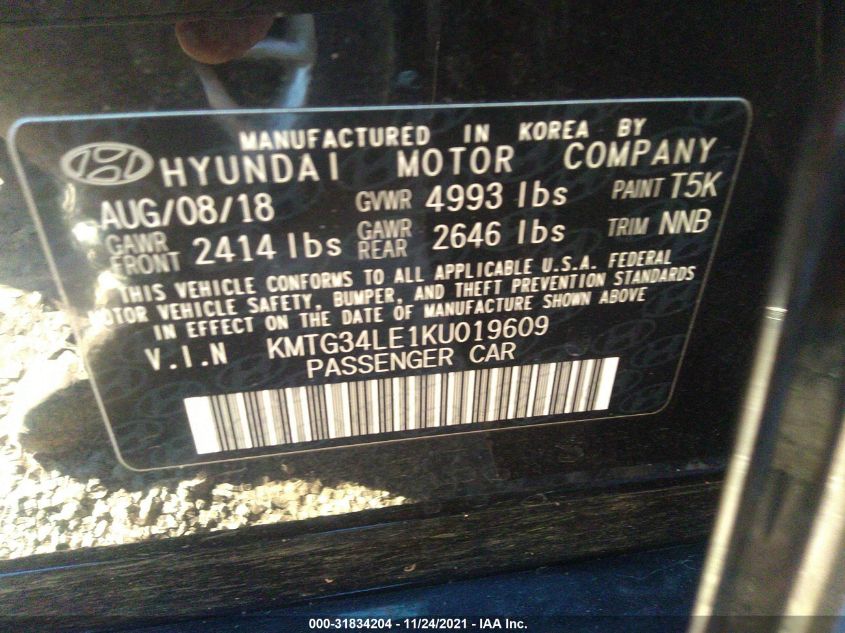 MANUFACTURED IN KOREA BY
HYUNDAI MOTOR COMPANY
AUG/08/18 GVWR 4993 lbs PAINT T5K
GAWR FRONT 2414 lbs GAWR REAR 2646 lbs TRIM NNB
THIS VEHICLE CONFORMS TO ALL APPLICABLE U.S.A. FEDERAL
MOTOR VEHICLE SAFETY, BUMPER, AND THEFT PREVENTION STANDARDS
IN EFFECT ON THE DATE OF MANUFACTURE SHOWN ABOVE
V.I.N KMTG34LE1KU019609
PASSENGER CAR
000-31834204 - 11/24/2021 - IAA Inc.